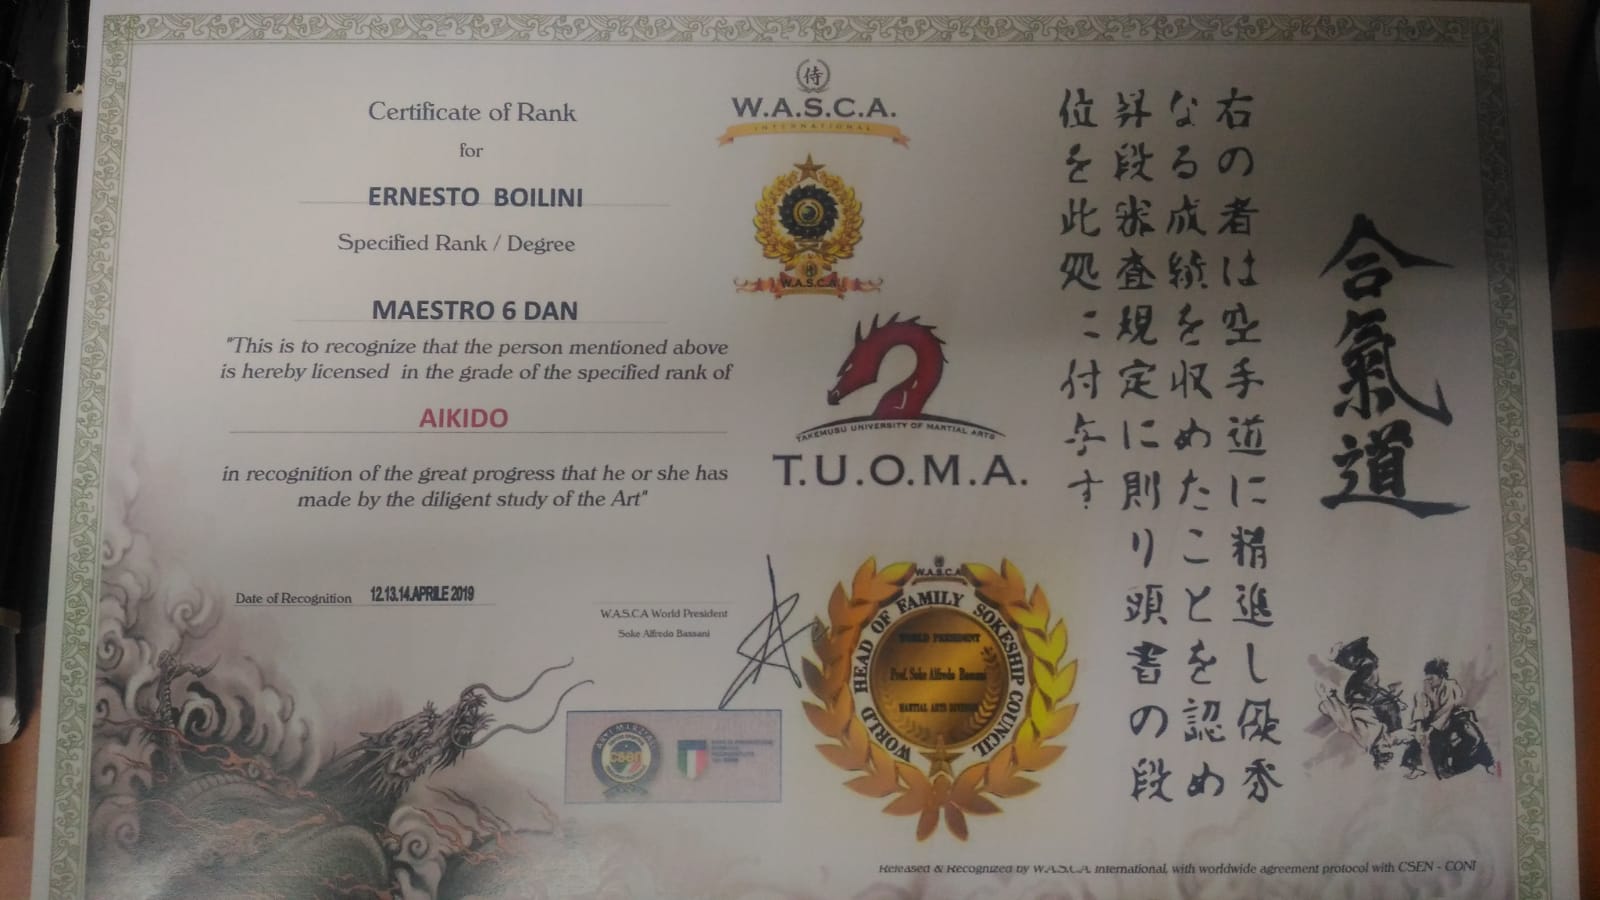 Certificate of Rank
for
ERNESTO BOILINI
Specified Rank / Degree
MAESTRO 6 DAN
"This is to recognize that the person mentioned above
is hereby licensed in the grade of the specified rank of
AIKIDO
in recognition of the great progress that he or she has
made by the diligent study of the Art"
Date of Recognition 12.13.14.APRILE 2019
W.A.S.C.A World President
Soke Alfredo Bassani
侍
W.A.S.C.A.
INTERNATIONAL
W.A.S.C.A.
TAKEMUSU UNIVERSITY OF MARTIAL ARTS
T.U.O.M.A.
W.A.S.C.A.
WORLD HEAD OF FAMILY SOKESHIP COUNCIL
WORLD PRESIDENT
Prof. Soke Alfredo Bassani
MARTIAL ARTS DIVISION
csen
合氣道
右の者は空手道に精進し優秀
なる成績を収めたことを認め
昇段審査規定に則り頭書の段
位を此処に付与す
Released & Recognized by W.A.S.C.A. International, with worldwide agreement protocol with CSEN - CONI